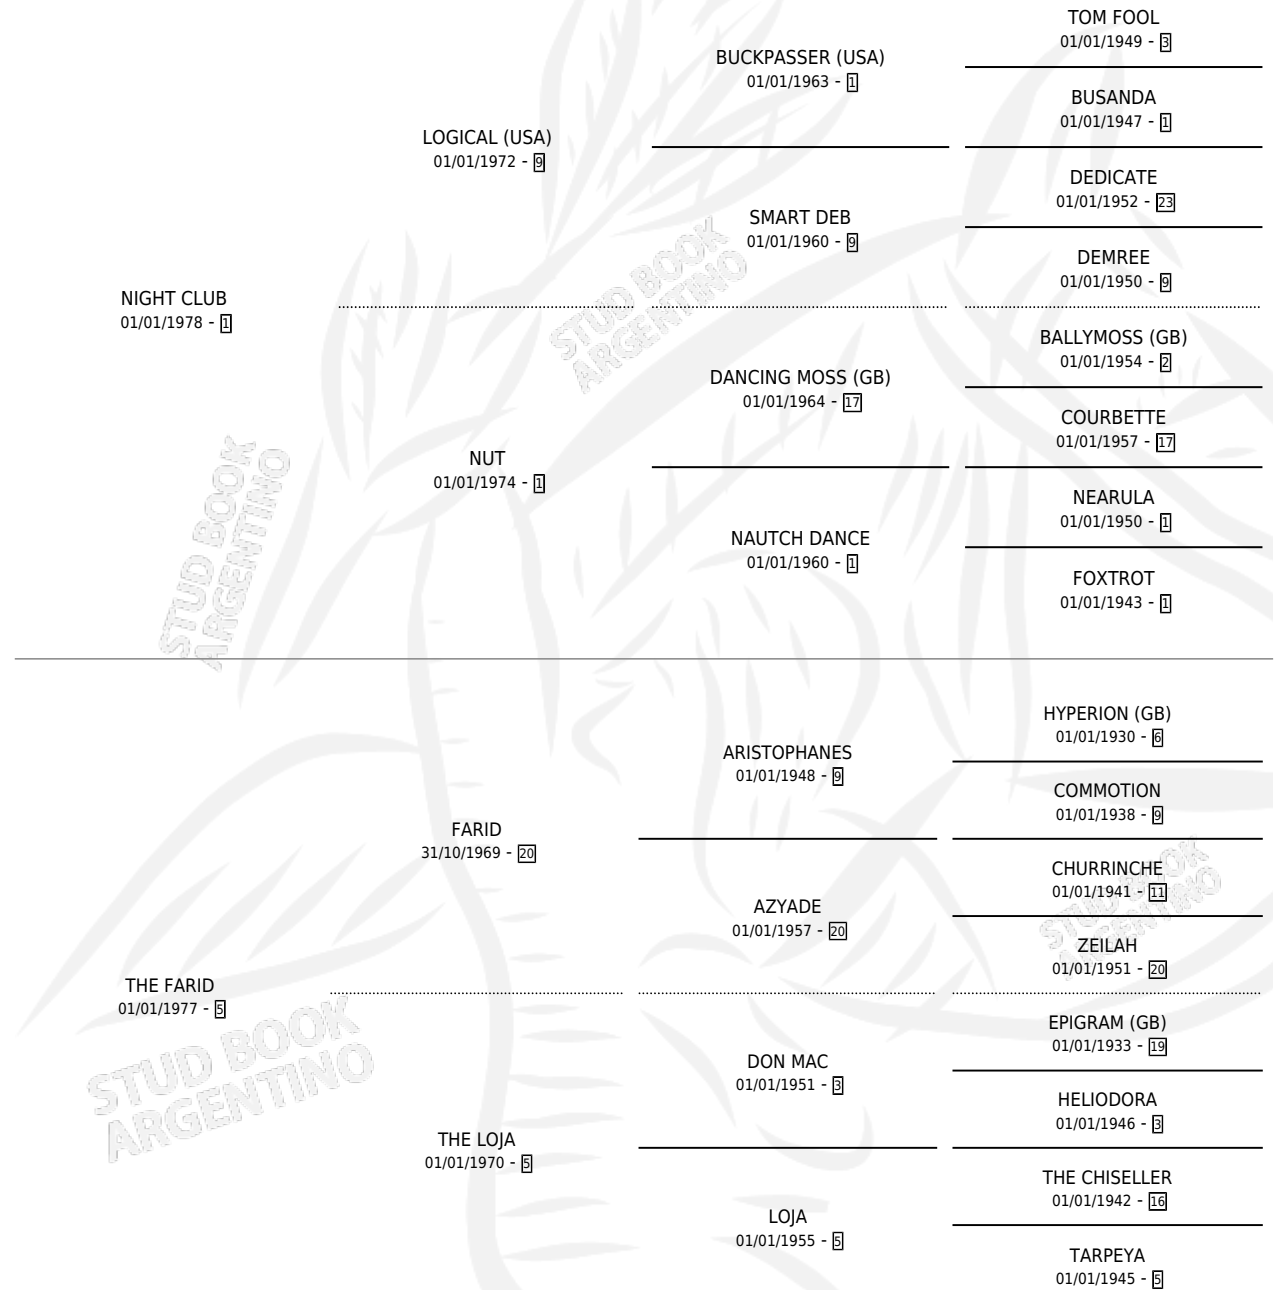 TOM FOOL
01/01/1949 - 3
BUCKPASSER (USA)
01/01/1963 - 1
BUSANDA
01/01/1947 - 1
LOGICAL (USA)
01/01/1972 - 9
DEDICATE
01/01/1952 - 23
SMART DEB
01/01/1960 - 9
DEMREE
01/01/1950 - 9
NIGHT CLUB
01/01/1978 - 1
BALLYMOSS (GB)
01/01/1954 - 2
DANCING MOSS (GB)
01/01/1964 - 17
COURBETTE
01/01/1957 - 17
NUT
01/01/1974 - 1
NEARULA
01/01/1950 - 1
NAUTCH DANCE
01/01/1960 - 1
FOXTROT
01/01/1943 - 1
HYPERION (GB)
01/01/1930 - 6
ARISTOPHANES
01/01/1948 - 9
COMMOTION
01/01/1938 - 9
FARID
31/10/1969 - 20
CHURRINCHE
01/01/1941 - 11
AZYADE
01/01/1957 - 20
ZEILAH
01/01/1951 - 20
THE FARID
01/01/1977 - 5
EPIGRAM (GB)
01/01/1933 - 19
DON MAC
01/01/1951 - 3
HELIODORA
01/01/1946 - 3
THE LOJA
01/01/1970 - 5
THE CHISELLER
01/01/1942 - 16
LOJA
01/01/1955 - 5
TARPEYA
01/01/1945 - 5
STUD BOOK
ARGENTINO
STUD BOOK
ARGENTINO
STUD BOOK
ARGENTINO
STUD BOOK
ARGENTINO